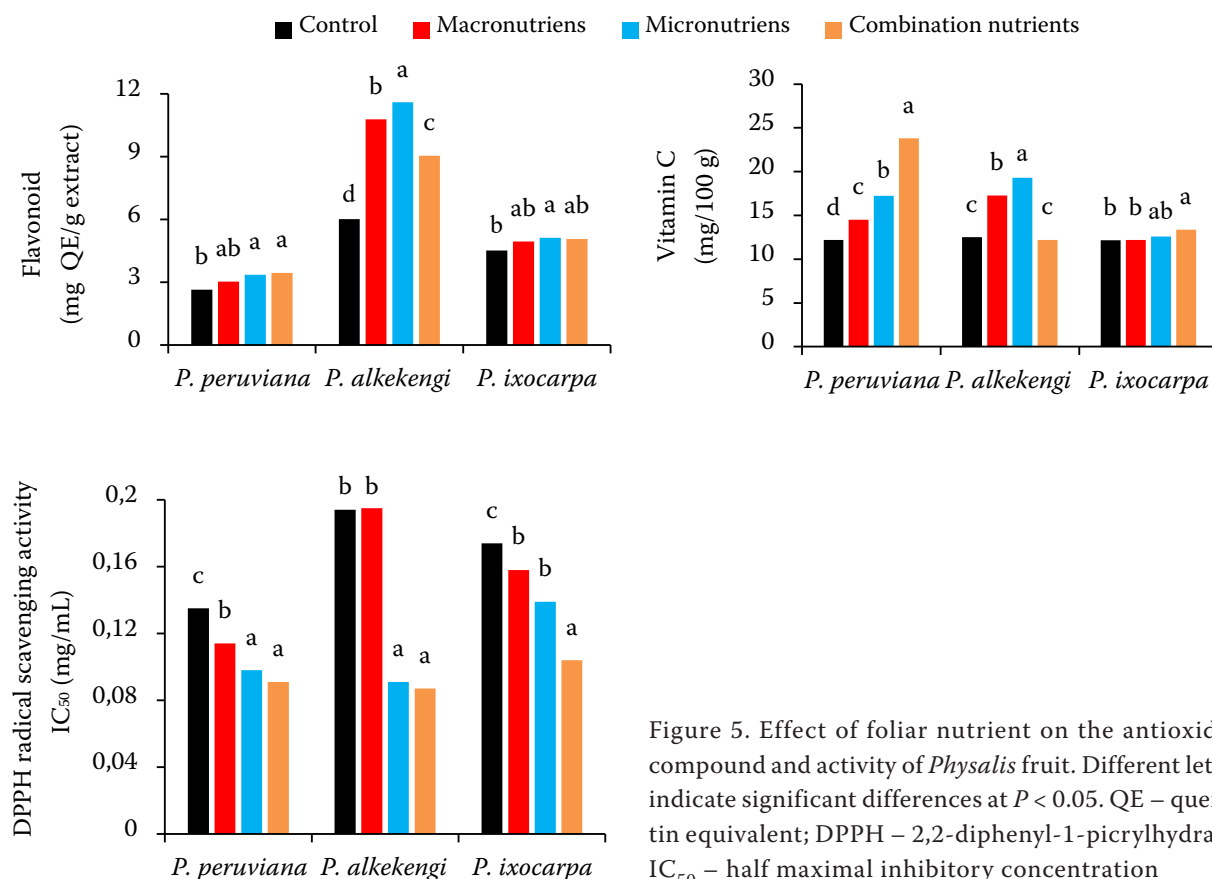 Control Macronutriens Micronutriens Combination nutrients
Flavonoid
(mg QE/g extract)
12
9
6
3
0
b ab a a
d b a c
b ab a ab
P. peruviana P. alkekengi P. ixocarpa
Vitamin C
(mg/100 g)
30
25
20
15
10
5
0
d c b a
c b a c
b b ab a
P. peruviana P. alkekengi P. ixocarpa
DPPH radical scavenging activity
IC₅₀ (mg/mL)
0,2
0,16
0,12
0,08
0,04
0
c b a a
b b a a
c b b a
P. peruviana P. alkekengi P. ixocarpa
Figure 5. Effect of foliar nutrient on the antioxid
compound and activity of Physalis fruit. Different let
indicate significant differences at P < 0.05. QE – quer
tin equivalent; DPPH – 2,2-diphenyl-1-picrylhydra
IC₅₀ – half maximal inhibitory concentration